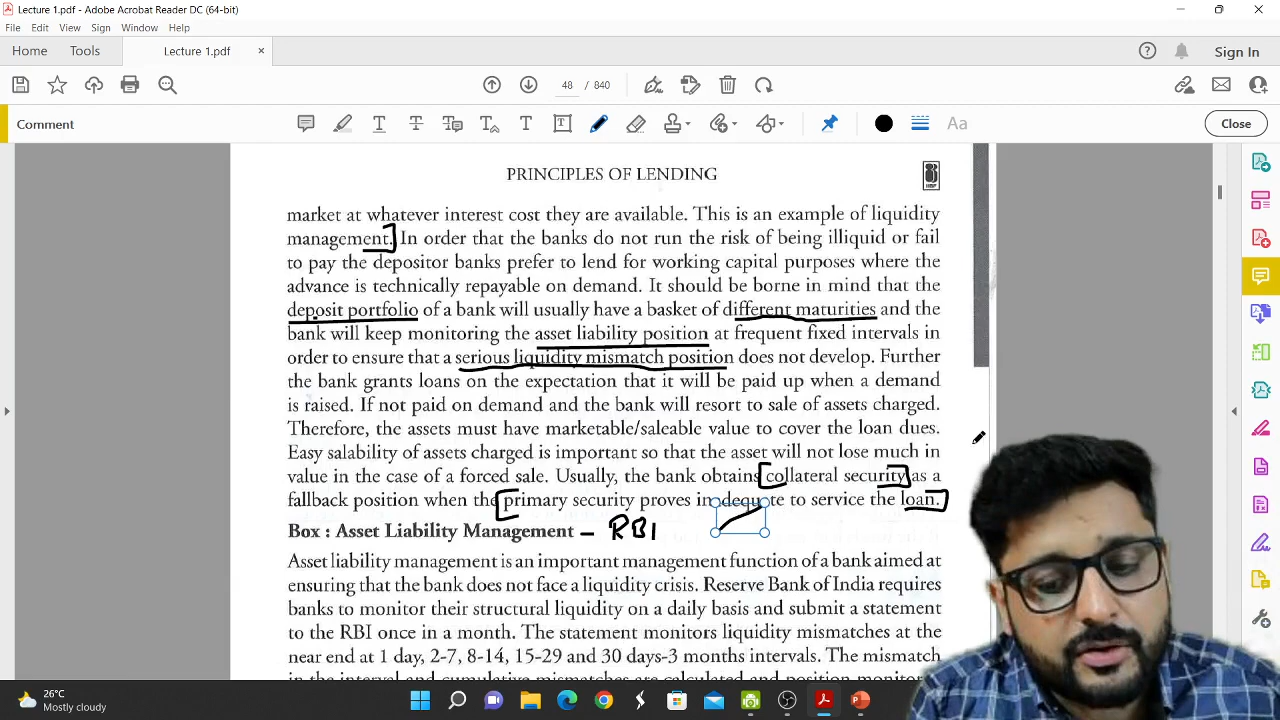 Lecture 1.pdf - Adobe Acrobat Reader DC (64-bit)
File Edit View Sign Window Help
Home Tools Lecture 1.pdf × Sign In
48 / 840
Comment Aa Close
PRINCIPLES OF LENDING
market at whatever interest cost they are available. This is an example of liquidity
management. In order that the banks do not run the risk of being illiquid or fail
to pay the depositor banks prefer to lend for working capital purposes where the
advance is technically repayable on demand. It should be borne in mind that the
deposit portfolio of a bank will usually have a basket of different maturities and the
bank will keep monitoring the asset liability position at frequent fixed intervals in
order to ensure that a serious liquidity mismatch position does not develop. Further
the bank grants loans on the expectation that it will be paid up when a demand
is raised. If not paid on demand and the bank will resort to sale of assets charged.
Therefore, the assets must have marketable/saleable value to cover the loan dues.
Easy salability of assets charged is important so that the asset will not lose much in
value in the case of a forced sale. Usually, the bank obtains collateral security as a
fallback position when the primary security proves inadequate to service the loan.
Box : Asset Liability Management – RBI
Asset liability management is an important management function of a bank aimed at
ensuring that the bank does not face a liquidity crisis. Reserve Bank of India requires
banks to monitor their structural liquidity on a daily basis and submit a statement
to the RBI once in a month. The statement monitors liquidity mismatches at the
near end at 1 day, 2-7, 8-14, 15-29 and 30 days-3 months intervals. The mismatch
in the interval and cumulative mismatches are calculated and position
26°C
Mostly cloudy